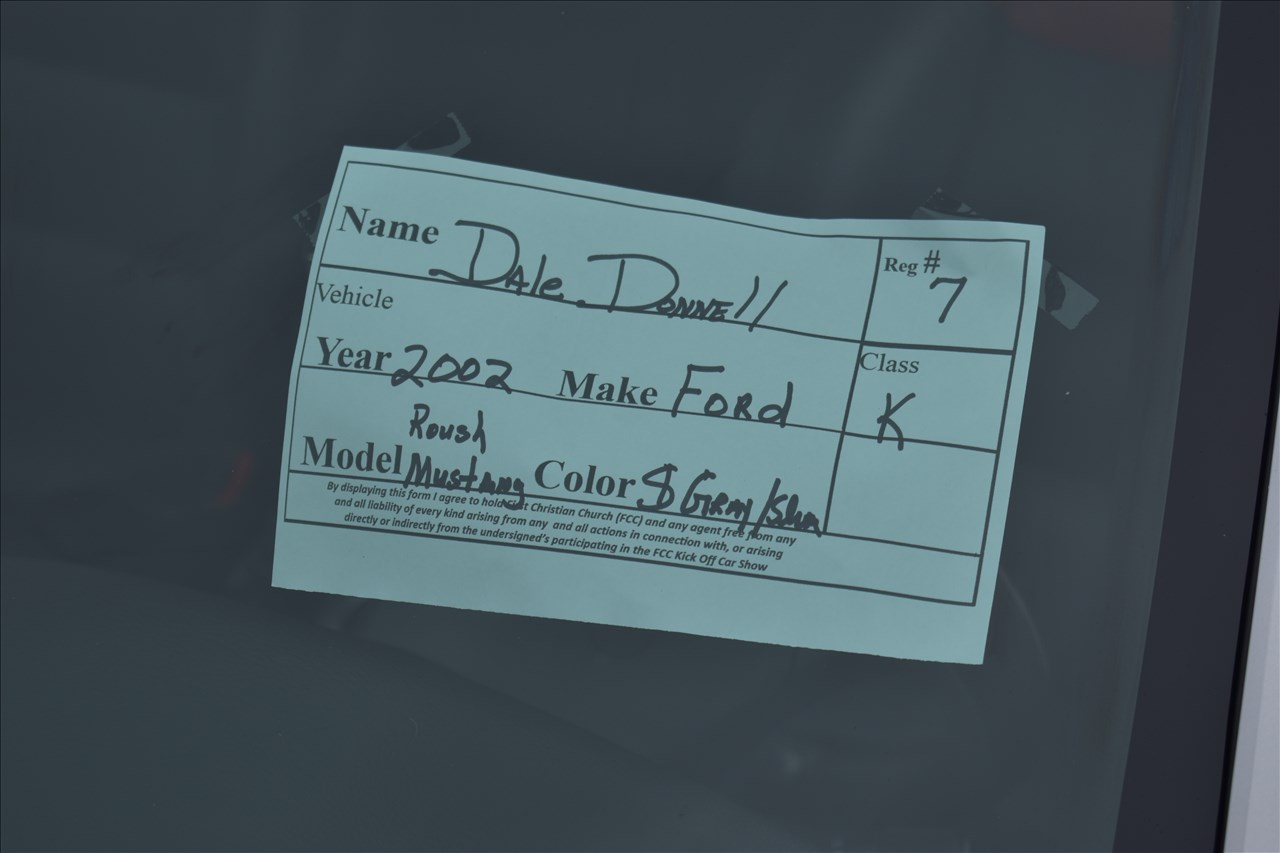 Name Dale Donnell
Reg # 7
Vehicle
Year 2002 Make Ford
Class
K
Roush
Model Mustang Color Gray/
By displaying this form I agree to hold Christian Church (FCC) and any agent free from any
and all liability of every kind arising from any and all actions in connection with, or arising
directly or indirectly from the undersigned's participating in the FCC Kick Off Car Show